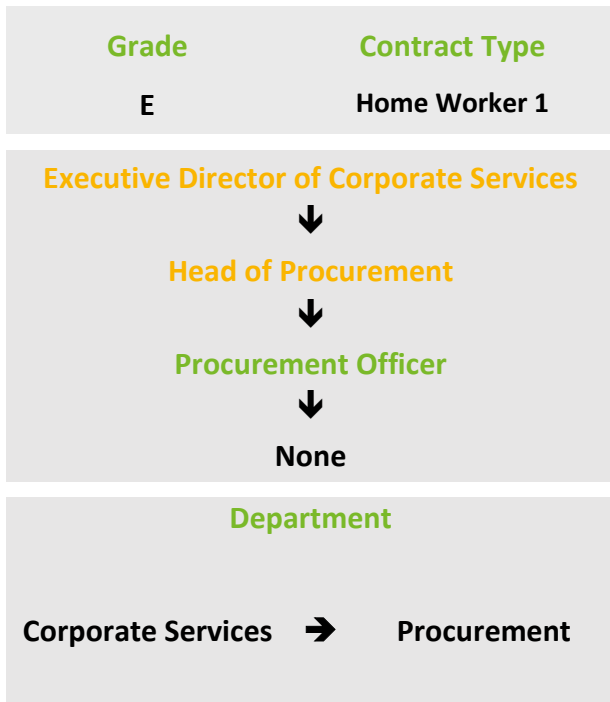 Grade Contract Type
E Home Worker 1
Executive Director of Corporate Services
Head of Procurement
Procurement Officer
None
Department
Corporate Services Procurement